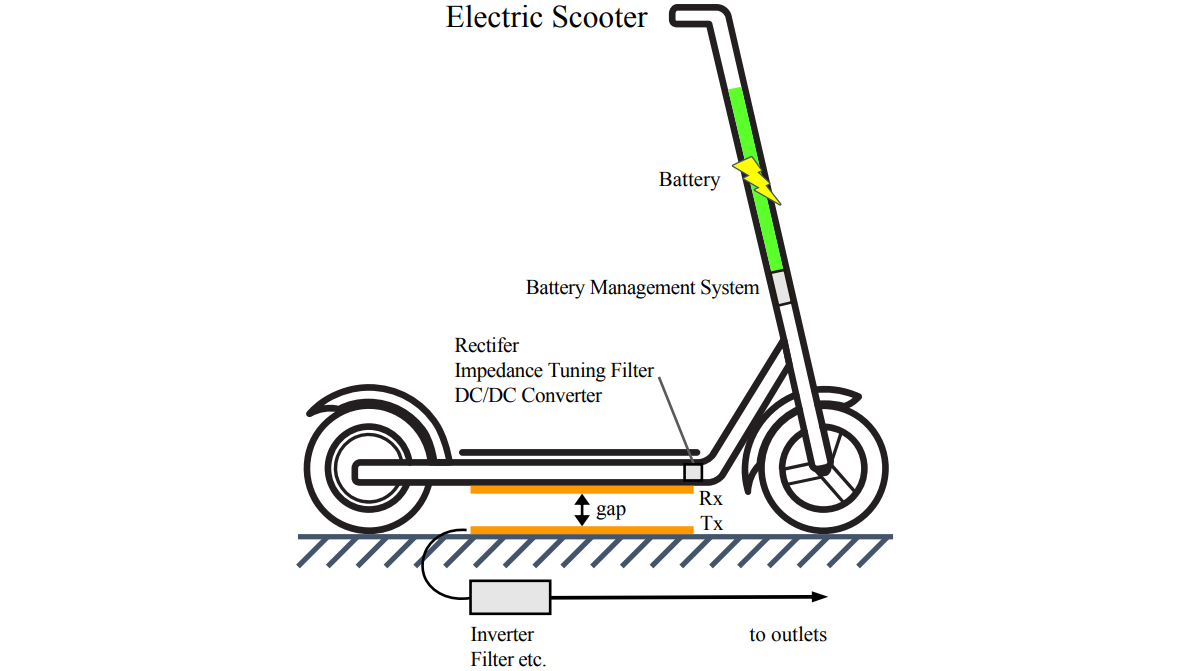 Electric Scooter
Battery
Battery Management System
Rectifer
Impedance Tuning Filter
DC/DC Converter
Rx
gap
Tx
Inverter
Filter etc.
to outlets